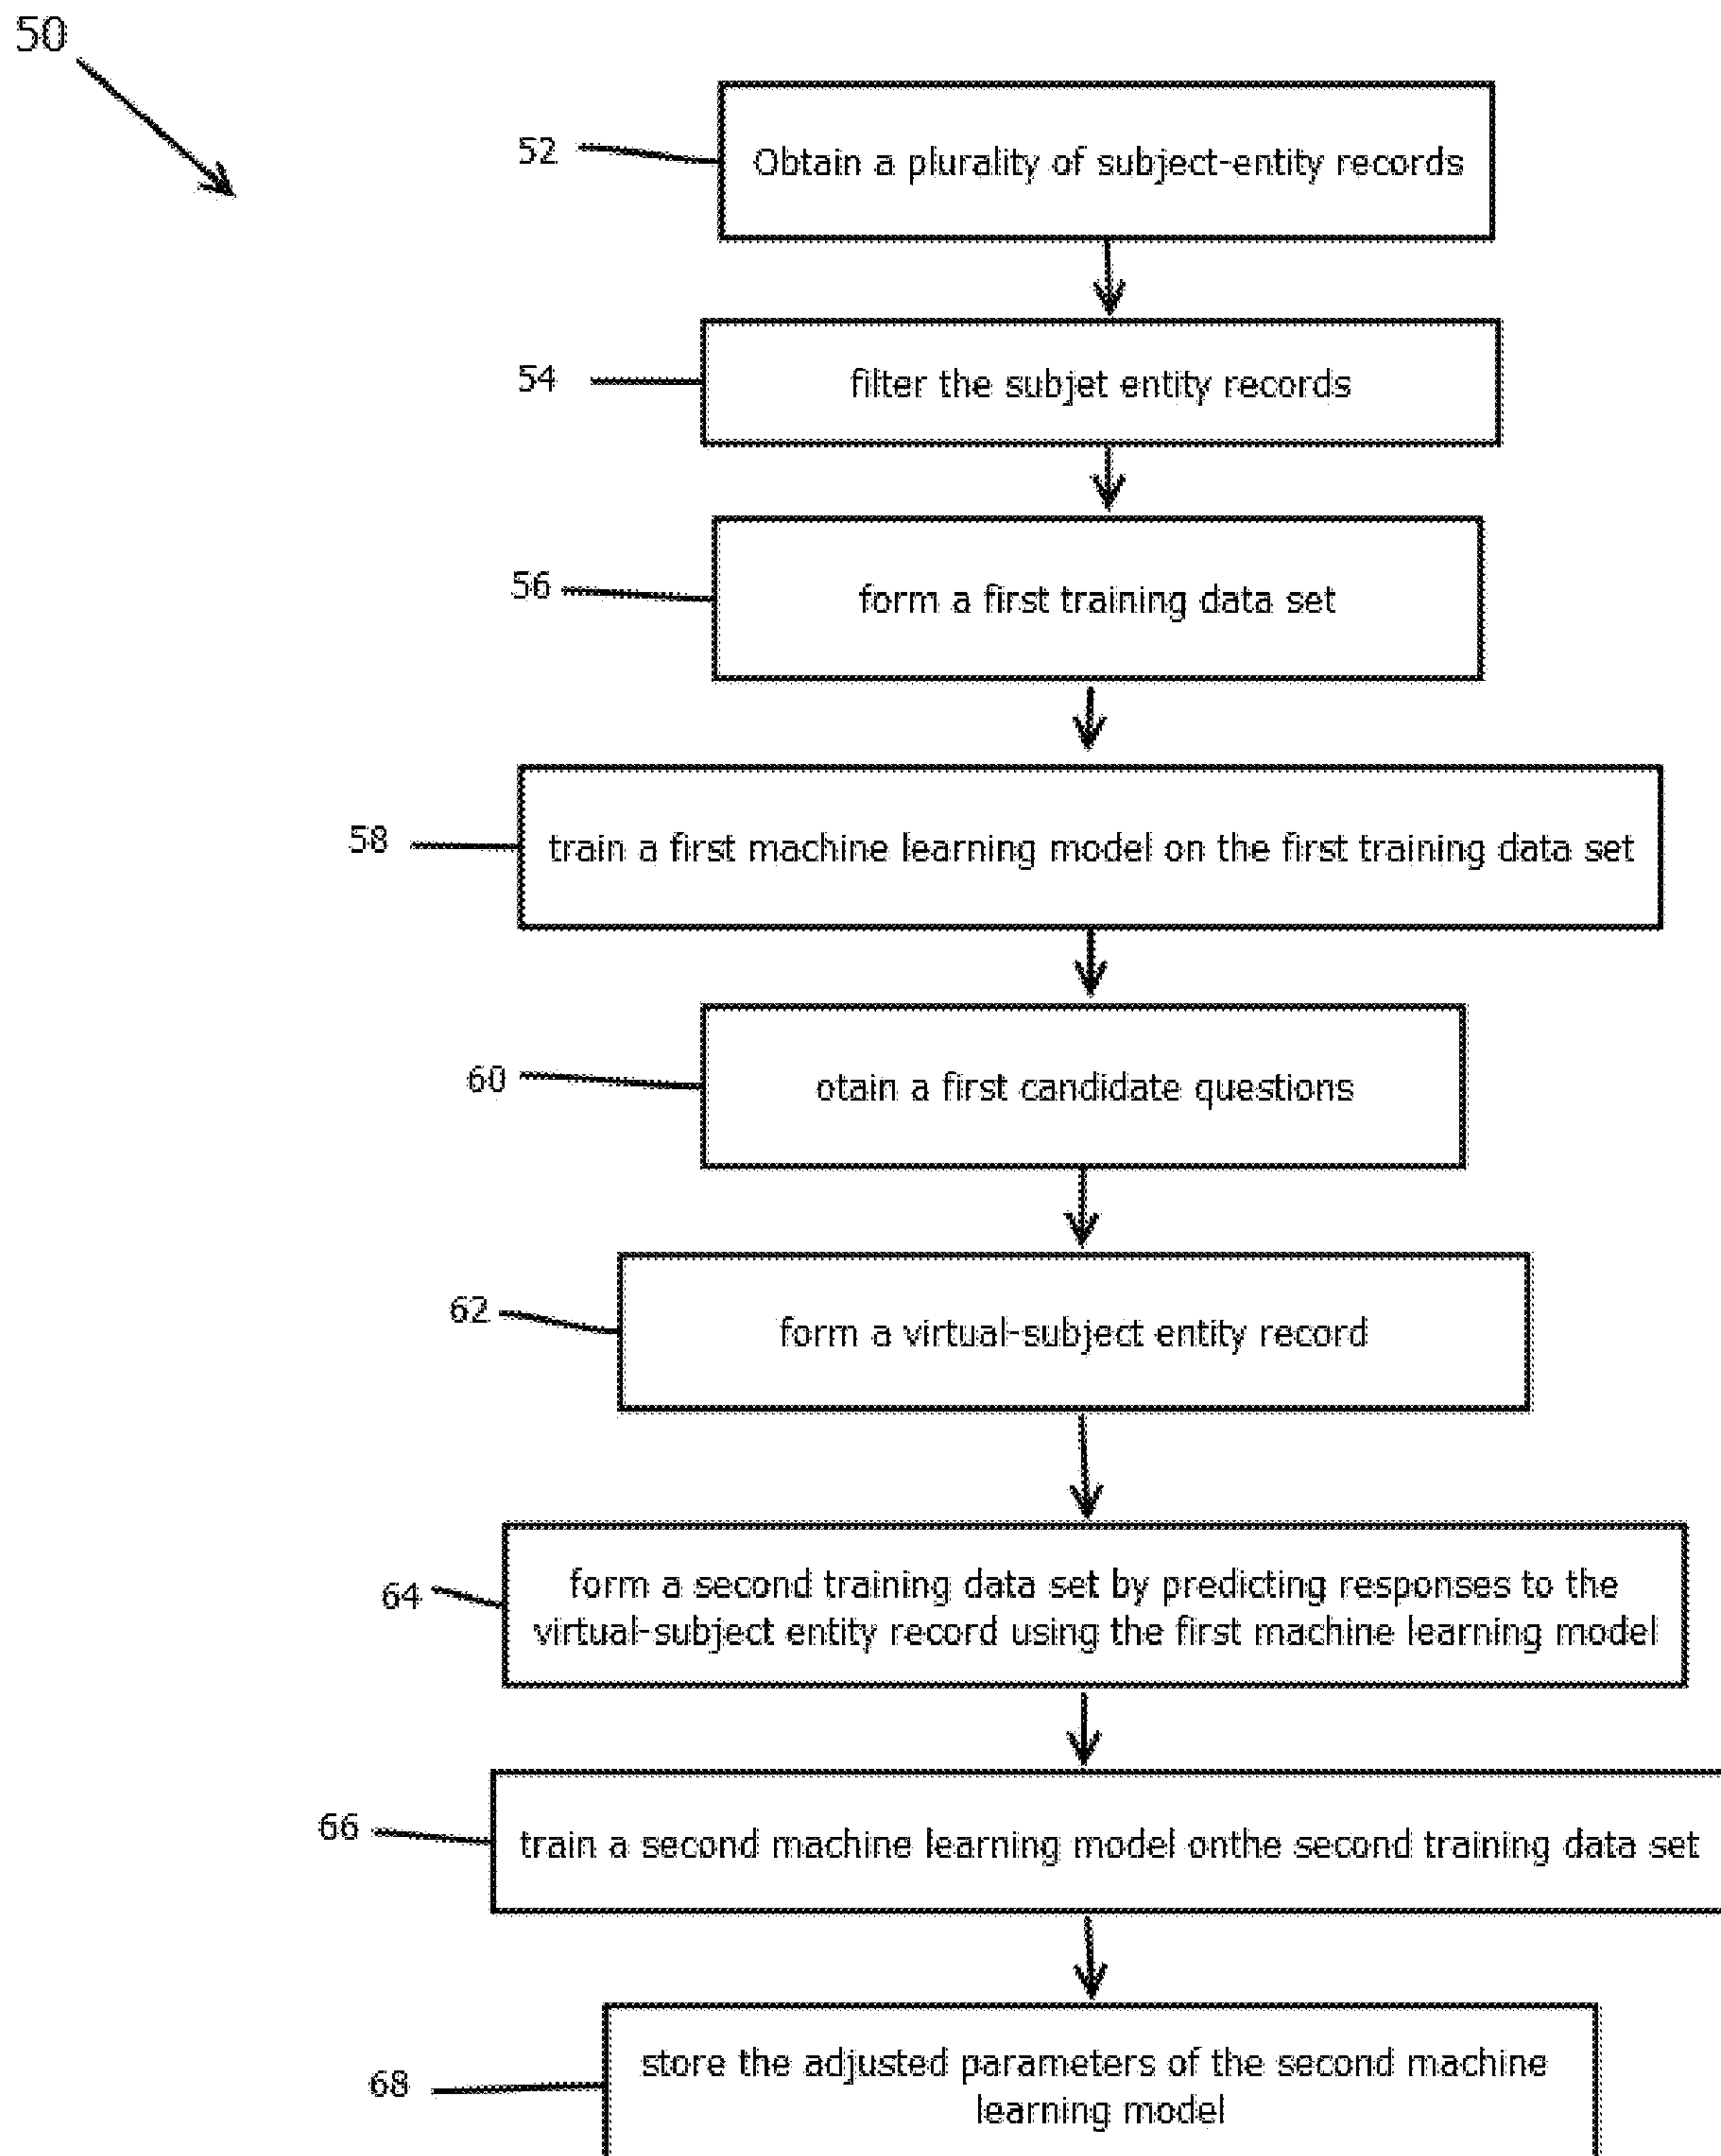 50
52
Obtain a plurality of subject-entity records
54
filter the subjet entity records
56
form a first training data set
58
train a first machine learning model on the first training data set
60
otain a first candidate questions
62
form a virtual-subject entity record
64
form a second training data set by predicting responses to the
virtual-subject entity record using the first machine learning model
66
train a second machine learning model onthe second training data set
68
store the adjusted parameters of the second machine
learning model